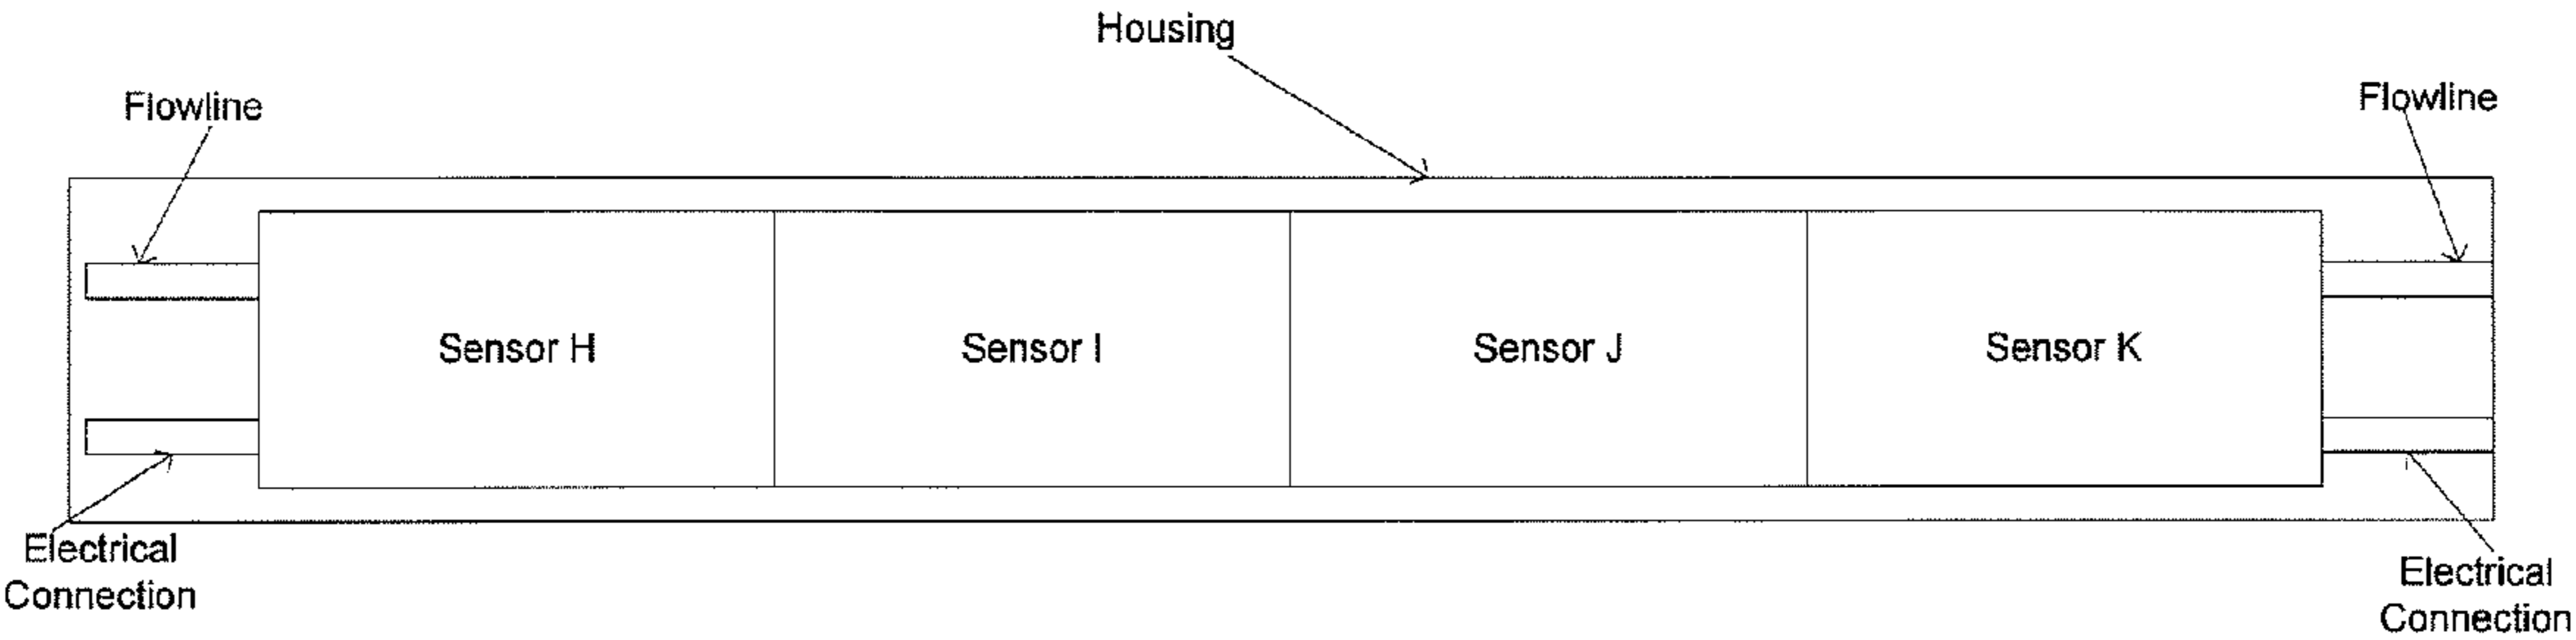 Housing
Flowline
Flowline
Sensor H
Sensor I
Sensor J
Sensor K
Electrical
Connection
Electrical
Connection